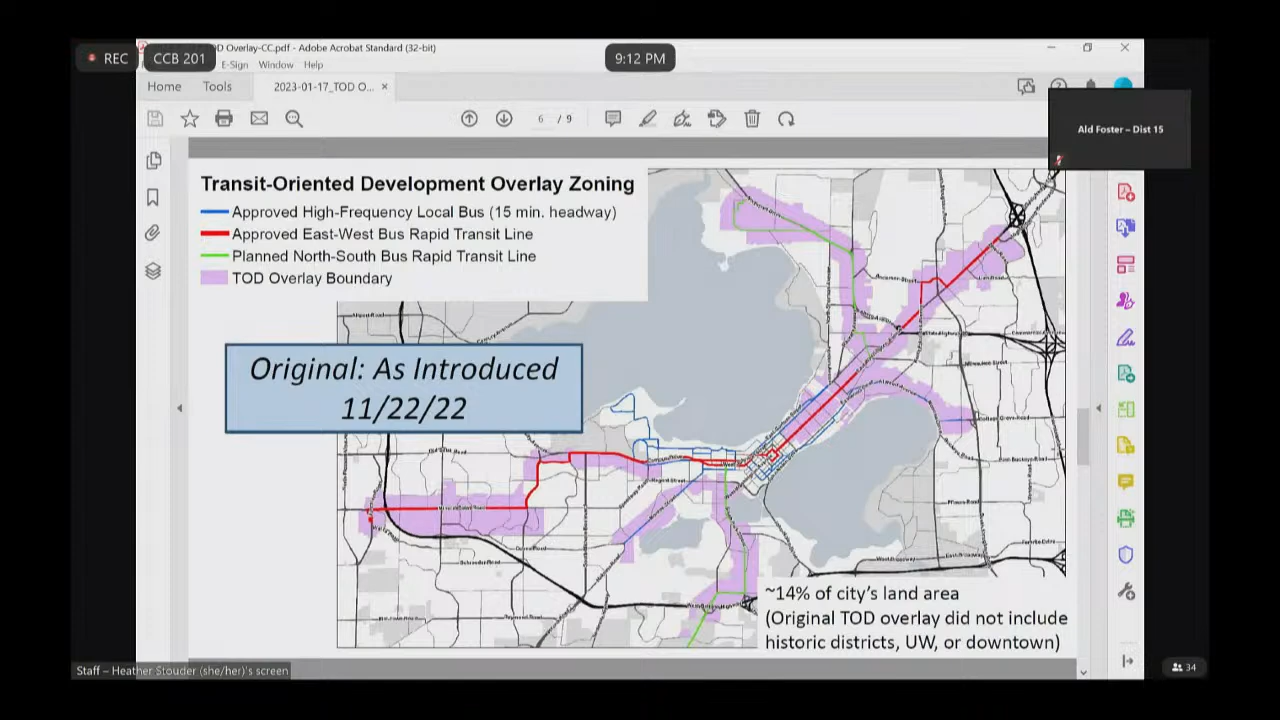 REC
CCB 201
TOD Overlay-CC.pdf - Adobe Acrobat Standard (32-bit)
9:12 PM
E-Sign Window Help
Home Tools 2023-01-17_TOD O... ×
6 / 9
Ald Foster – Dist 15
Transit-Oriented Development Overlay Zoning
Approved High-Frequency Local Bus (15 min. headway)
Approved East-West Bus Rapid Transit Line
Planned North-South Bus Rapid Transit Line
TOD Overlay Boundary
Original: As Introduced
11/22/22
~14% of city's land area
(Original TOD overlay did not include
historic districts, UW, or downtown)
Staff – Heather Stouder (she/her)'s screen
34